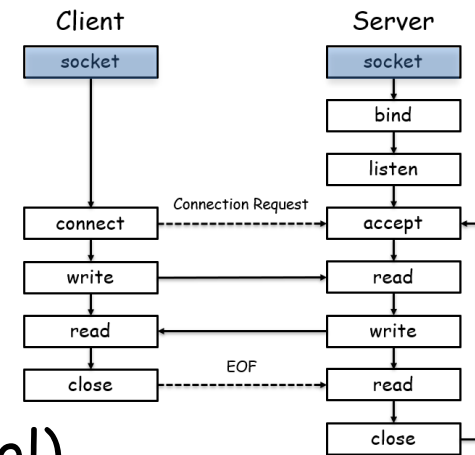 Client Server
socket socket
bind
listen
Connection Request
connect accept
write read
read write
EOF
close read
close